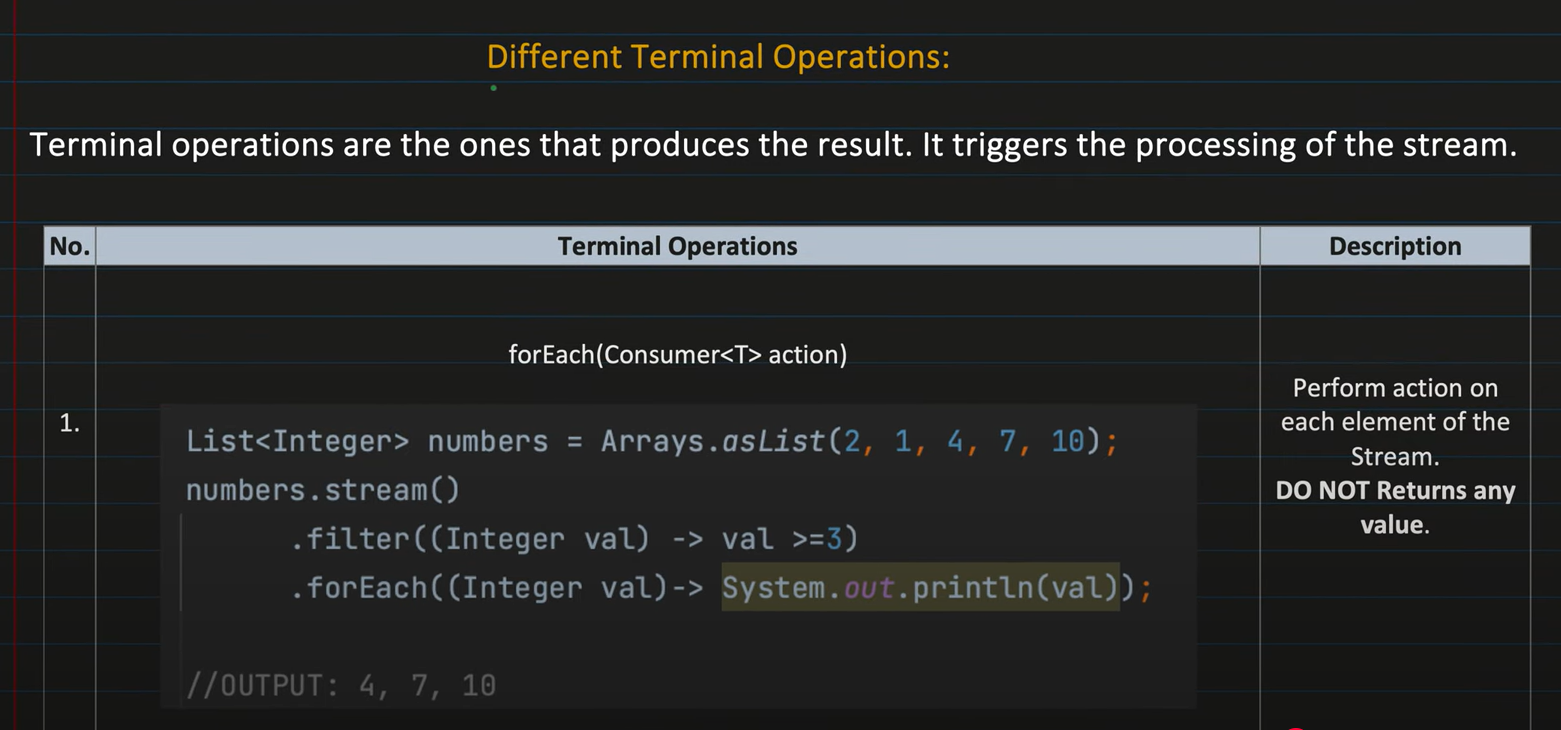 Different Terminal Operations:
Terminal operations are the ones that produces the result. It triggers the processing of the stream.
No. Terminal Operations Description
forEach(Consumer<T> action)
1.
List<Integer> numbers = Arrays.asList(2, 1, 4, 7, 10);
numbers.stream()
.filter((Integer val) -> val >=3)
.forEach((Integer val)-> System.out.println(val));
//OUTPUT: 4, 7, 10
Perform action on
each element of the
Stream.
DO NOT Returns any
value.